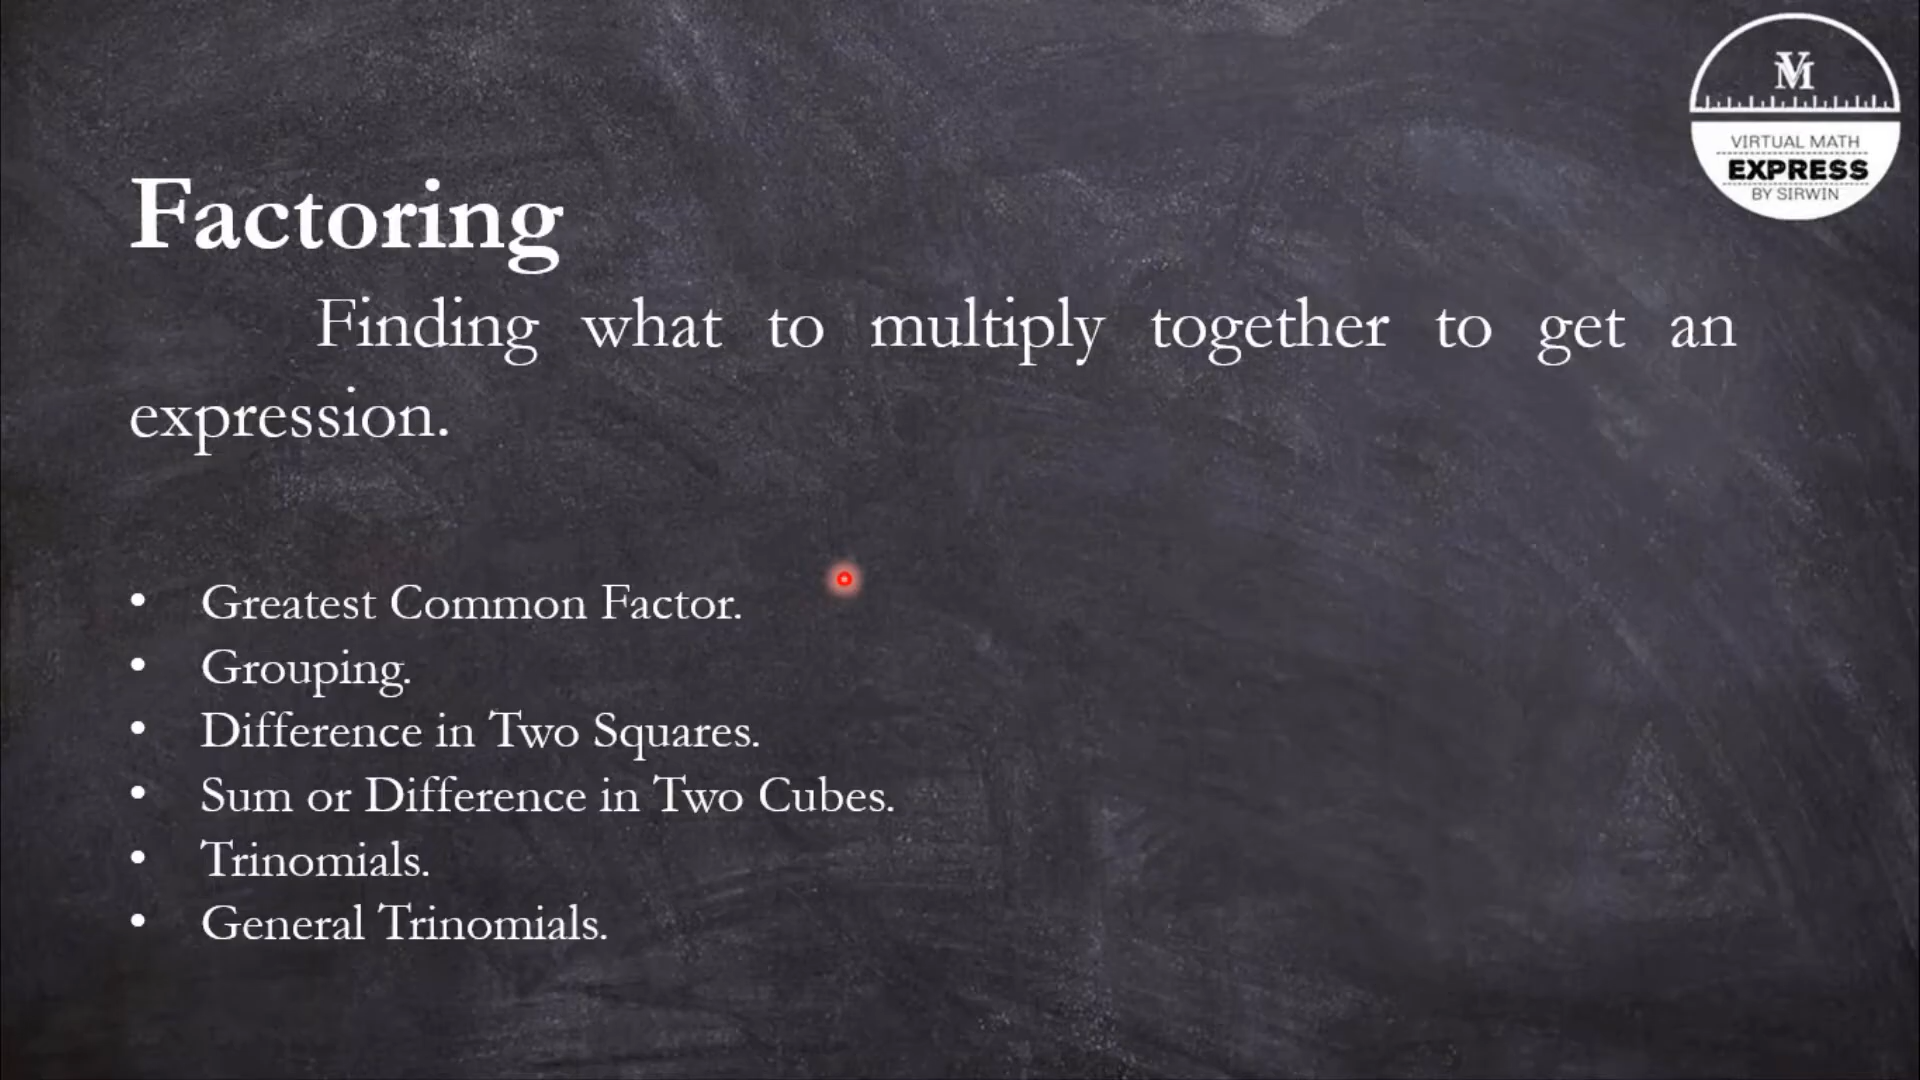 VM
VIRTUAL MATH
EXPRESS
BY SIRWIN
Factoring
Finding what to multiply together to get an
expression.
• Greatest Common Factor.
• Grouping.
• Difference in Two Squares.
• Sum or Difference in Two Cubes.
• Trinomials.
• General Trinomials.